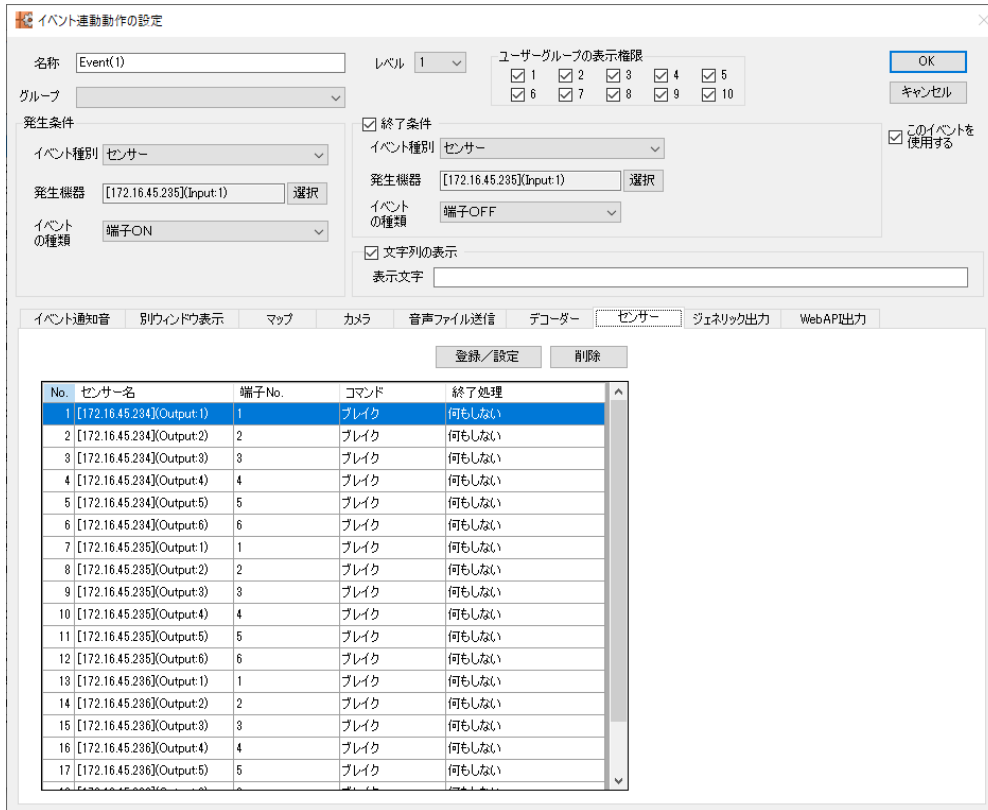 イベント連動動作の設定
名称 Event(1) レベル 1 ユーザーグループの表示権限 OK
1 2 3 4 5
グループ 6 7 8 9 10 キャンセル
発生条件 終了条件 このイベントを使用する
イベント種別 センサー イベント種別 センサー
発生機器 [172.16.45.235](Input:1) 選択 発生機器 [172.16.45.235](Input:1) 選択
イベントの種類 端子ON イベントの種類 端子OFF
文字列の表示
表示文字
イベント通知音 別ウィンドウ表示 マップ カメラ 音声ファイル送信 デコーダー センサー ジェネリック出力 WebAPI出力
登録／設定 削除
No. センサー名 端子No. コマンド 終了処理
1 [172.16.45.234](Output:1) 1 ブレイク 何もしない
2 [172.16.45.234](Output:2) 2 ブレイク 何もしない
3 [172.16.45.234](Output:3) 3 ブレイク 何もしない
4 [172.16.45.234](Output:4) 4 ブレイク 何もしない
5 [172.16.45.234](Output:5) 5 ブレイク 何もしない
6 [172.16.45.234](Output:6) 6 ブレイク 何もしない
7 [172.16.45.235](Output:1) 1 ブレイク 何もしない
8 [172.16.45.235](Output:2) 2 ブレイク 何もしない
9 [172.16.45.235](Output:3) 3 ブレイク 何もしない
10 [172.16.45.235](Output:4) 4 ブレイク 何もしない
11 [172.16.45.235](Output:5) 5 ブレイク 何もしない
12 [172.16.45.235](Output:6) 6 ブレイク 何もしない
13 [172.16.45.236](Output:1) 1 ブレイク 何もしない
14 [172.16.45.236](Output:2) 2 ブレイク 何もしない
15 [172.16.45.236](Output:3) 3 ブレイク 何もしない
16 [172.16.45.236](Output:4) 4 ブレイク 何もしない
17 [172.16.45.236](Output:5) 5 ブレイク 何もしない